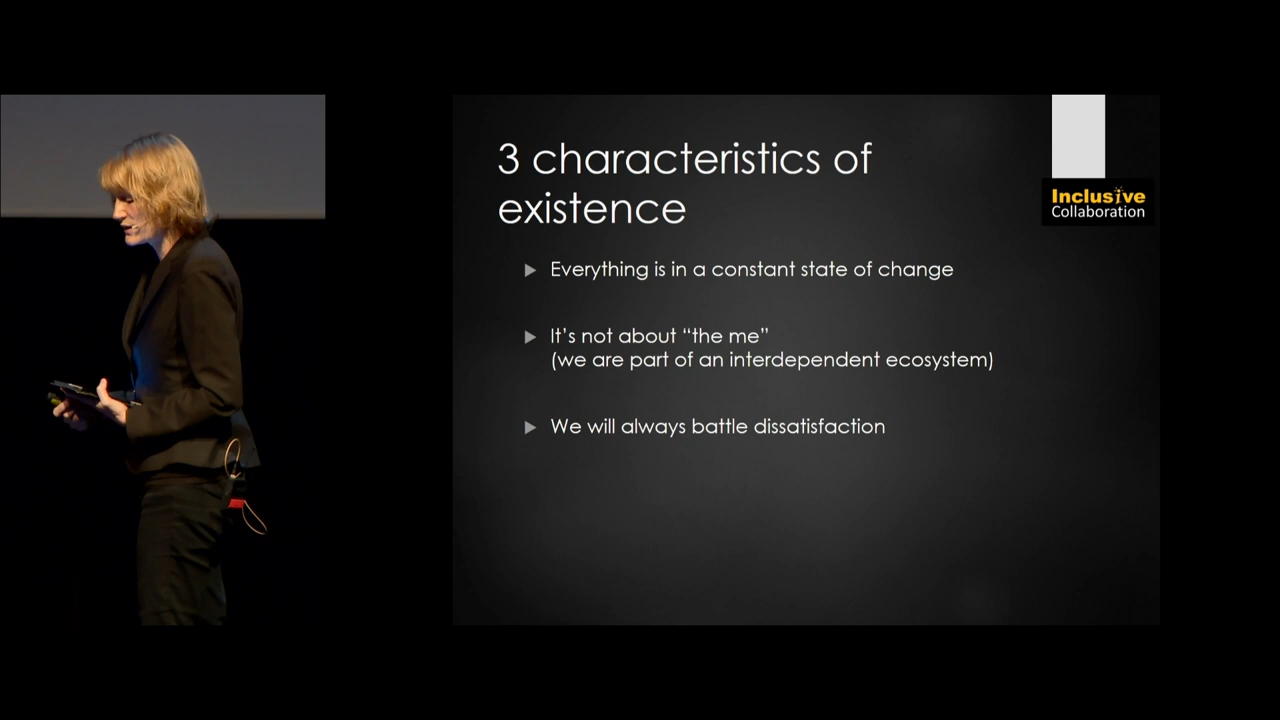 3 characteristics of
existence
Inclusive
Collaboration
Everything is in a constant state of change
It's not about “the me”
(we are part of an interdependent ecosystem)
We will always battle dissatisfaction